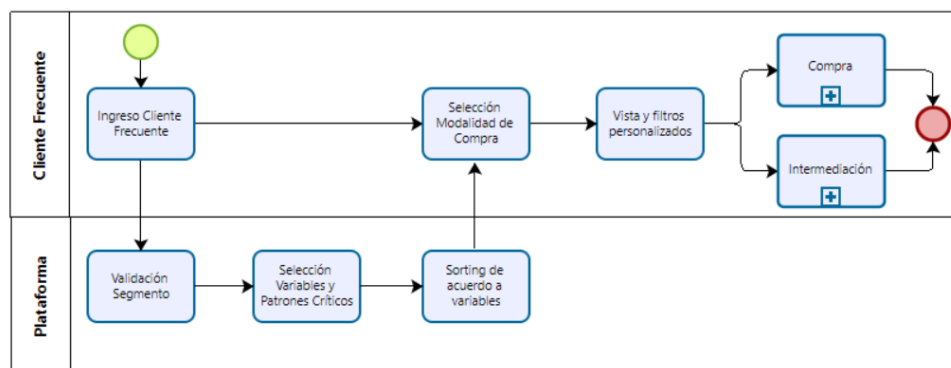 Cliente Frecuente
Ingreso Cliente
Frecuente
Selección
Modalidad de
Compra
Vista y filtros
personalizados
Compra
Intermediación
Plataforma
Validación
Segmento
Selección
Variables y
Patrones Críticos
Sorting de
acuerdo a
variables